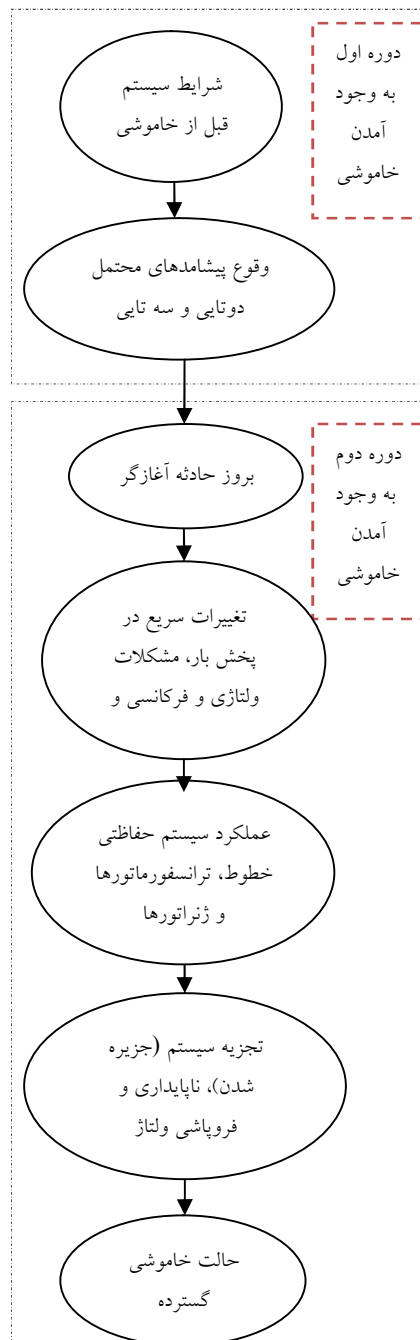 شرایط سیستم
قبل از خاموشی
دوره اول
به وجود
آمدن
خاموشی
وقوع پیشامدهای محتمل
دوتایی و سه تایی
بروز حادثه آغازگر
دوره دوم
به وجود
آمدن
خاموشی
تغییرات سریع در
پخش بار، مشکلات
ولتاژی و فرکانسی و
عملکرد سیستم حفاظتی
خطوط، ترانسفورماتورها
و ژنراتورها
تجزیه سیستم (جزیره
شدن)، ناپایداری و
فروپاشی ولتاژ
حالت خاموشی
گسترده